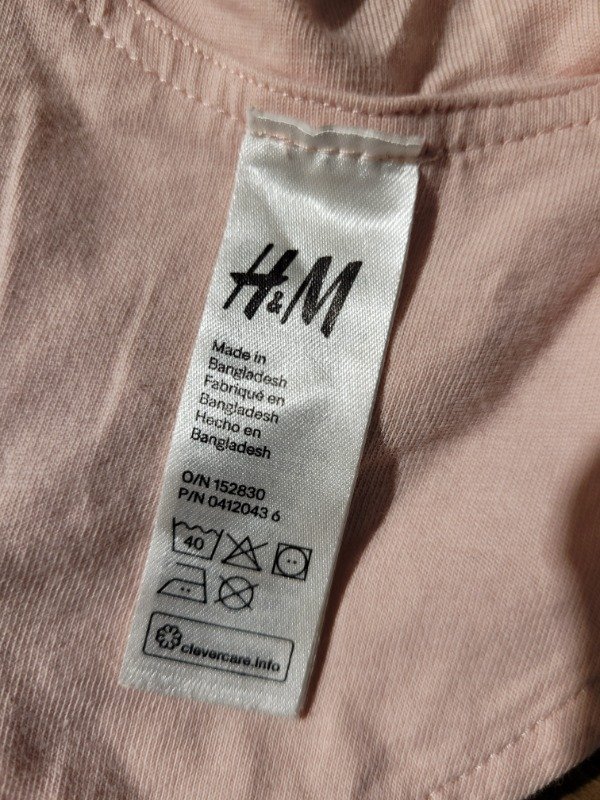 H&M
Made in
Bangladesh
Fabriqué en
Bangladesh
Hecho en
Bangladesh
O/N 152830
P/N 0412043 6
40
clevercare.info